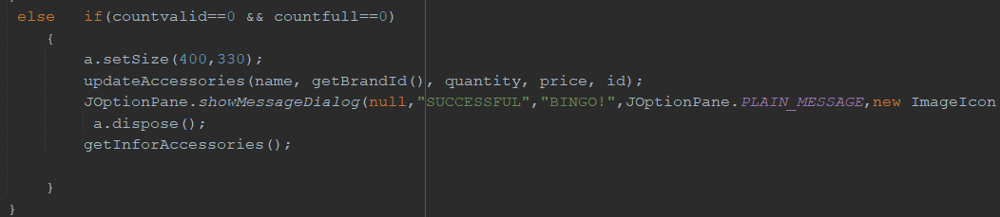 else if(countvalid==0 && countfull==0)
{
a.setSize(400,330);
updateAccessories(name, getBrandId(), quantity, price, id);
JOptionPane.showMessageDialog(null,"SUCCESSFUL","BINGO!",JOptionPane.PLAIN_MESSAGE,new ImageIcon
a.dispose();
getInforAccessories();
}
}